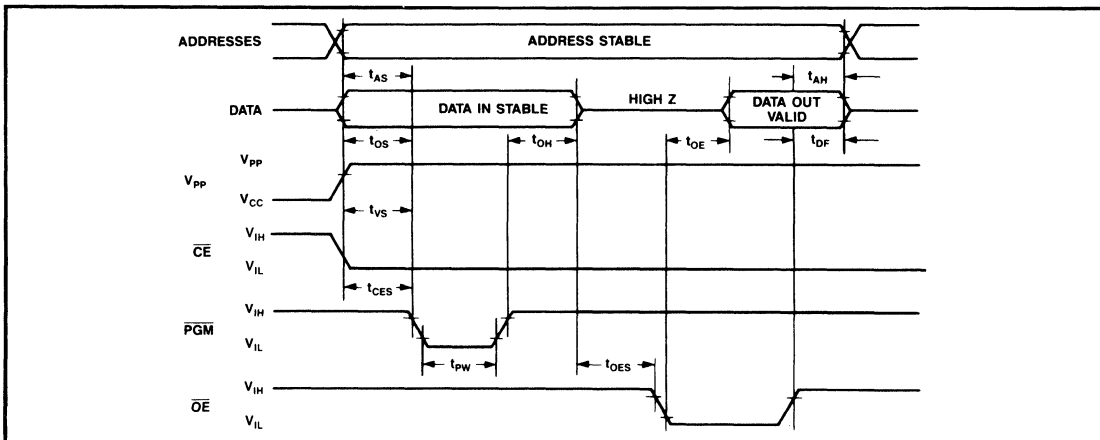 ADDRESSES
ADDRESS STABLE
tAS
tAH
DATA
DATA IN STABLE
HIGH Z
DATA OUT
VALID
tOS
tOH
tOE
tDF
VPP
VPP
VCC
tVS
CE
VIH
VIL
tCES
PGM
VIH
VIL
tPW
tOES
OE
VIH
VIL